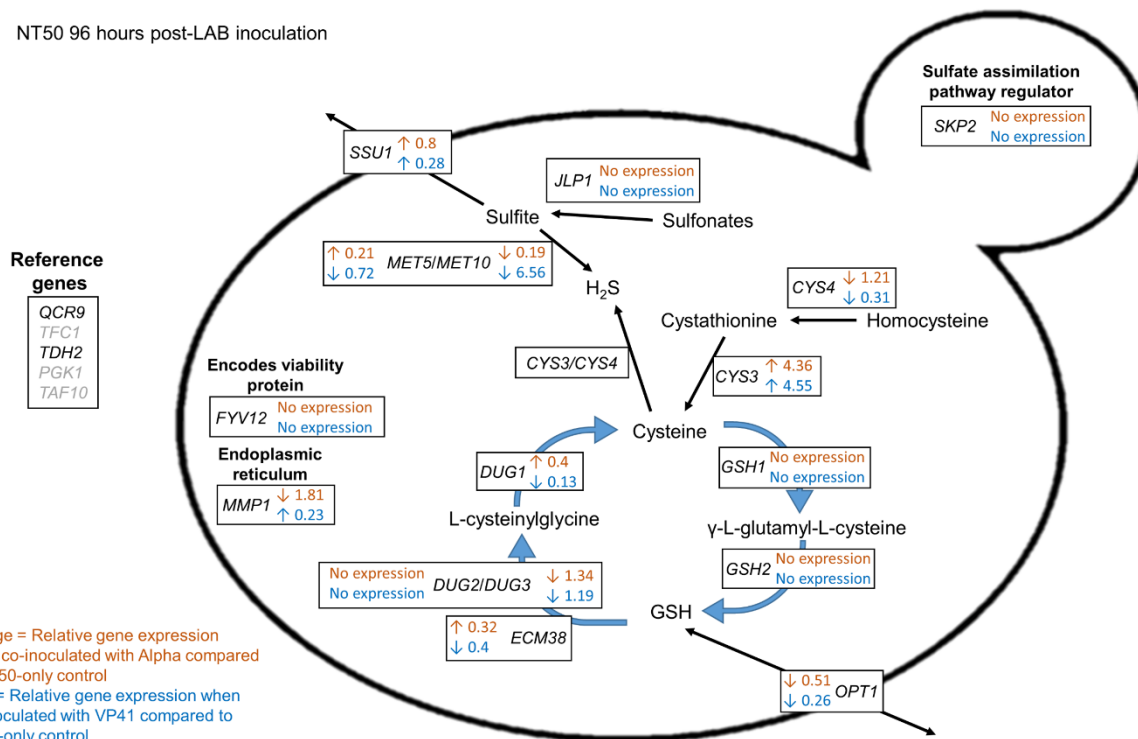 NT50 96 hours post-LAB inoculation
Sulfate assimilation
pathway regulator
SKP2 No expression
No expression
SSU1 ↑ 0.8
↑ 0.28
JLP1 No expression
No expression
Sulfite
Sulfonates
↑ 0.21 MET5/MET10 ↓ 0.19
↓ 0.72 ↓ 6.56
H₂S
Reference
genes
QCR9
TFC1
TDH2
PGK1
TAF10
CYS4 ↓ 1.21
↓ 0.31
Cystathionine
Homocysteine
CYS3/CYS4
CYS3 ↑ 4.36
↑ 4.55
Encodes viability
protein
FYV12 No expression
No expression
Cysteine
Endoplasmic
reticulum
MMP1 ↓ 1.81
↑ 0.23
DUG1 ↑ 0.4
↓ 0.13
GSH1 No expression
No expression
L-cysteinylglycine
γ-L-glutamyl-L-cysteine
No expression DUG2/DUG3 ↓ 1.34
No expression ↓ 1.19
GSH2 No expression
No expression
GSH
↑ 0.32 ECM38
↓ 0.4
↓ 0.51 OPT1
↓ 0.26
= Relative gene expression
co-inoculated with Alpha compared
50-only control
= Relative gene expression when
inoculated with VP41 compared to
-only control